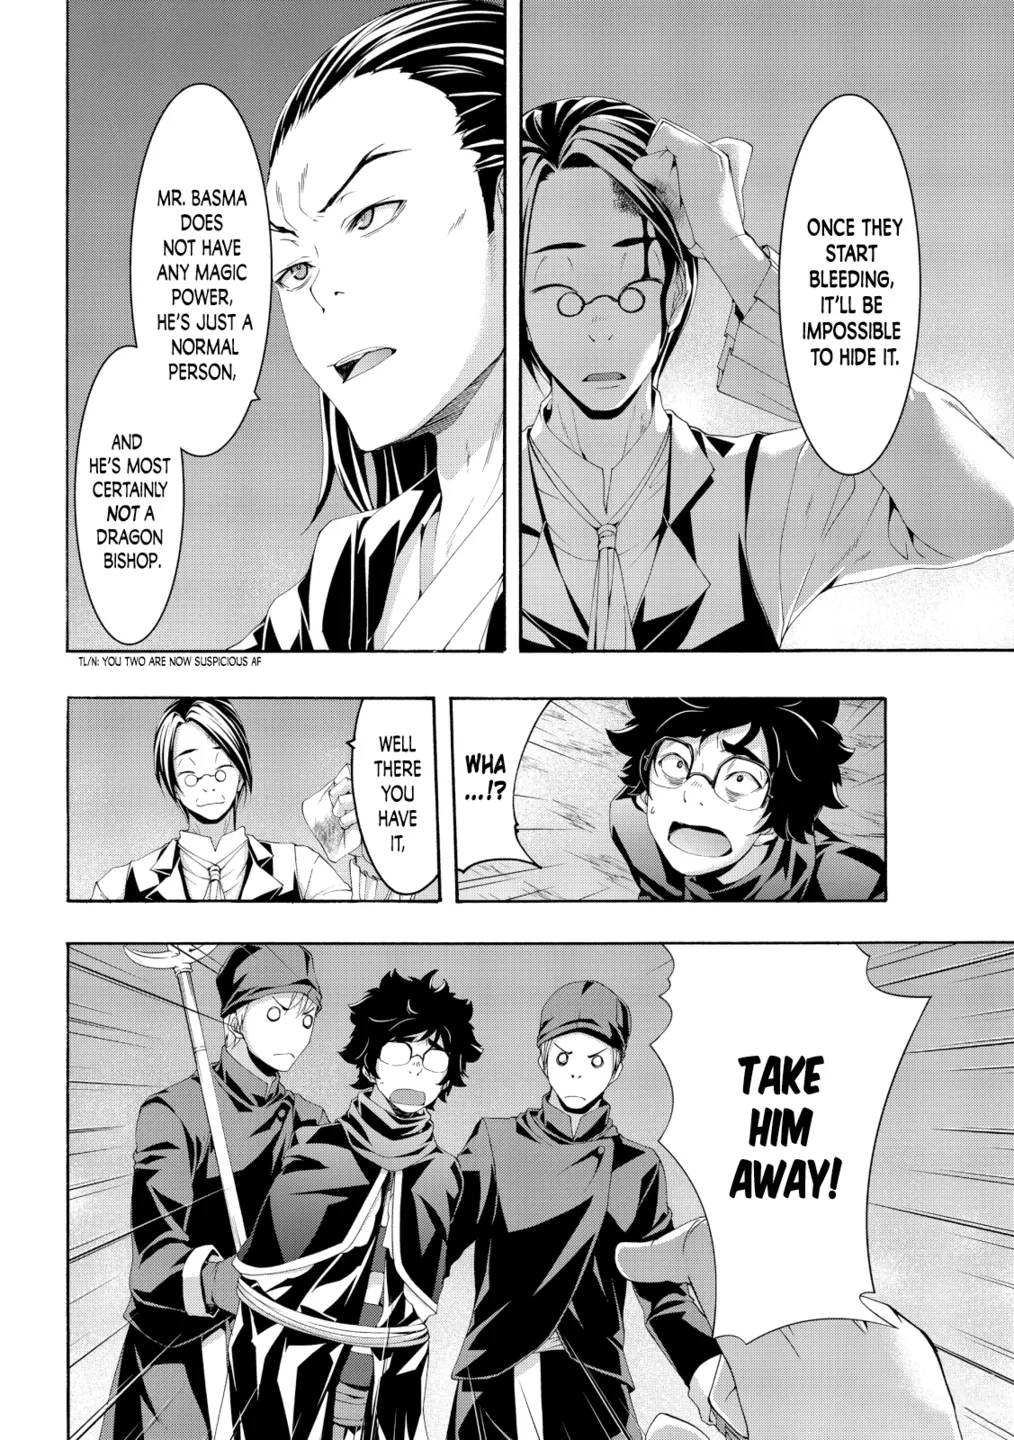 ONCE THEY
START
BLEEDING,
IT'LL BE
IMPOSSIBLE
TO HIDE IT.
MR. BASMA
DOES
NOT HAVE
ANY MAGIC
POWER,
HE'S JUST A
NORMAL
PERSON,
AND
HE'S MOST
CERTAINLY
NOT A
DRAGON
BISHOP.
TL/N: YOU TWO ARE NOW SUSPICIOUS AF
WHA
...!?
WELL
THERE
YOU
HAVE
IT,
TAKE
HIM
AWAY!